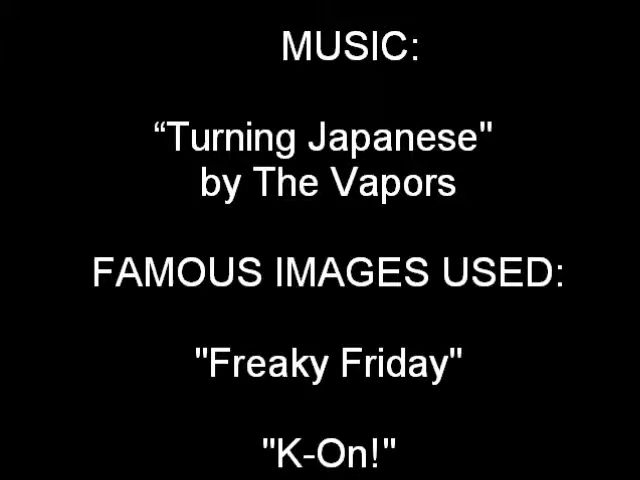 MUSIC:
“Turning Japanese"
by The Vapors
FAMOUS IMAGES USED:
"Freaky Friday"
"K-On!"